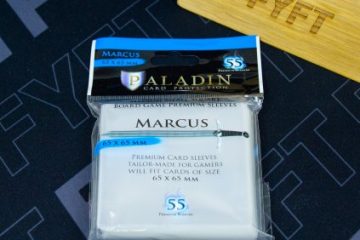 FYFT
MARCUS
65 X 65 MM
55
PALADIN
CARD PROTECTION
BOARD GAME PREMIUM SLEEVES
MARCUS
65 X 65 MM
PREMIUM CARD SLEEVES
TAILOR-MADE FOR GAMERS
WILL FIT CARDS OF SIZE
65 X 65 MM
55